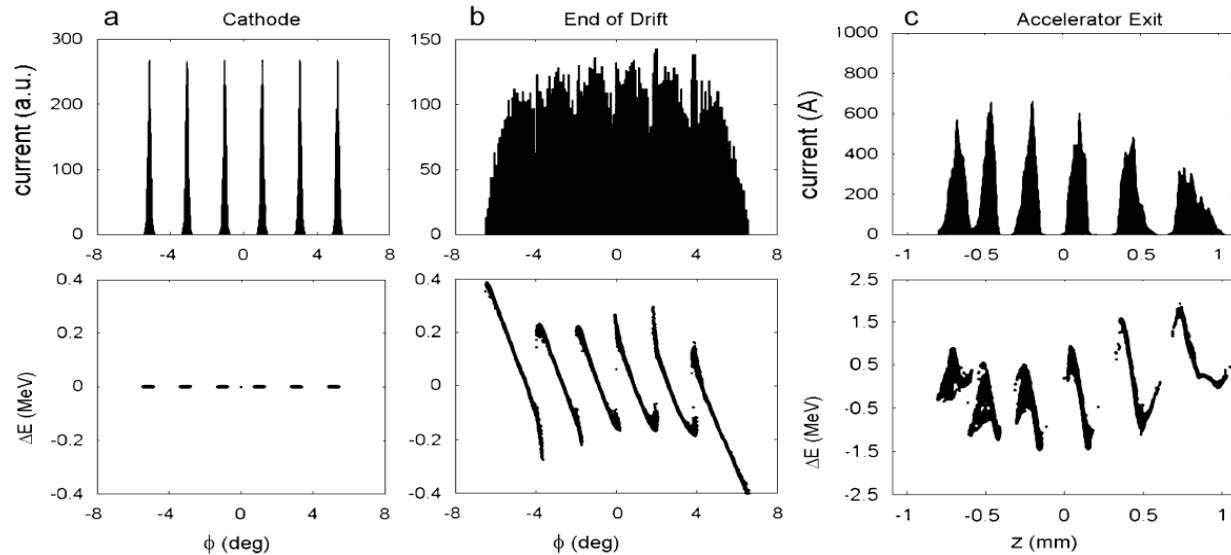 a Cathode
b End of Drift
c Accelerator Exit
current (a.u.)
300
200
100
0
-8 -4 0 4 8
150
100
50
0
-8 -4 0 4 8
current (A)
1000
800
600
400
200
0
-1 -0.5 0 0.5 1
ΔE (MeV)
0.4
0.2
0
-0.2
-0.4
-8 -4 0 4 8
ϕ (deg)
0.4
0.2
0
-0.2
-0.4
-8 -4 0 4 8
ϕ (deg)
ΔE (MeV)
2.5
1.5
0.5
-0.5
-1.5
-2.5
-1 -0.5 0 0.5 1
z (mm)